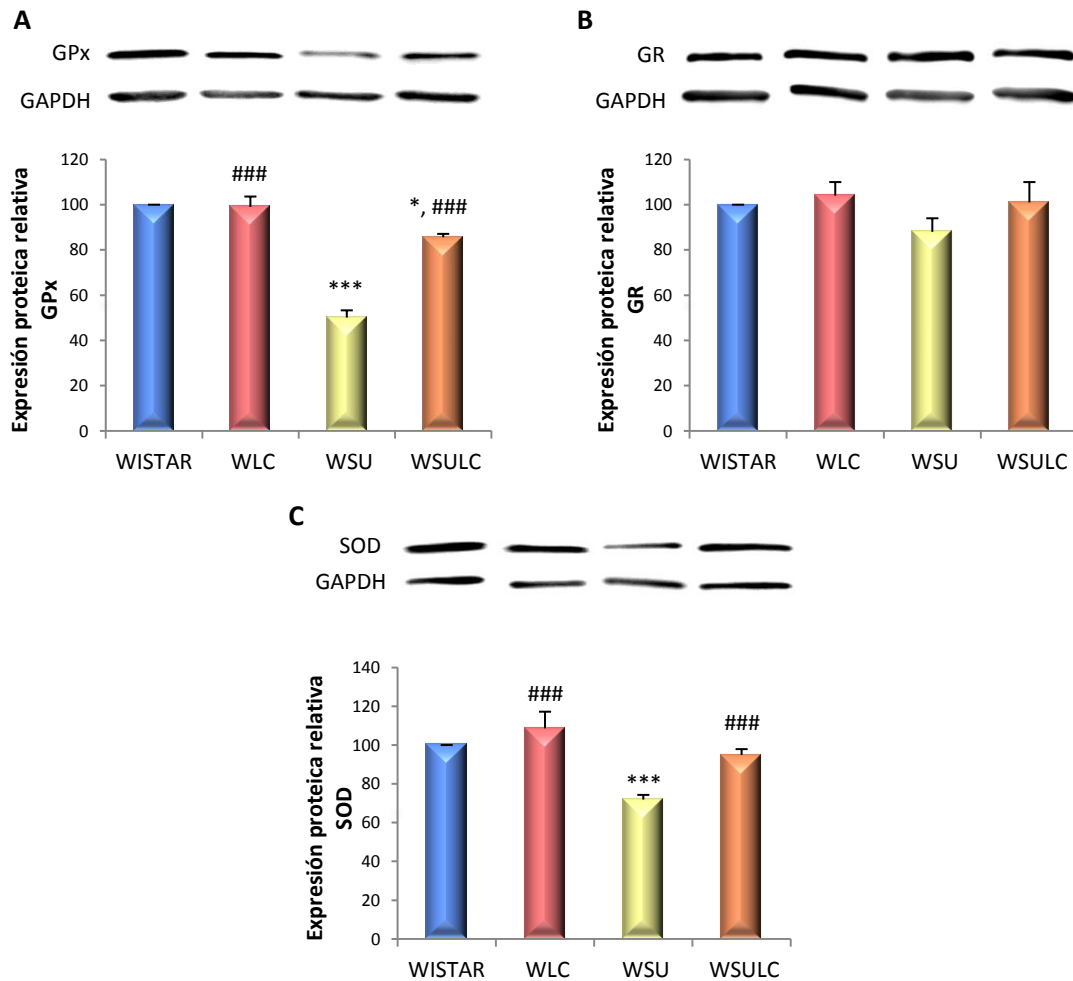 A
GPx
GAPDH
Expresión proteica relativa
GPx
120
100
80
60
40
20
0
###
***
*, ###
WISTAR WLC WSU WSULC
B
GR
GAPDH
Expresión proteica relativa
GR
120
100
80
60
40
20
0
WISTAR WLC WSU WSULC
C
SOD
GAPDH
Expresión proteica relativa
SOD
140
120
100
80
60
40
20
0
###
***
###
WISTAR WLC WSU WSULC